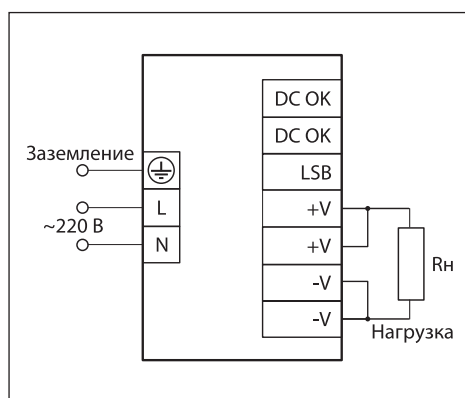 DC OK
DC OK
Заземление
LSB
L
+V
~220 В
N
+V
Rн
-V
-V
Нагрузка